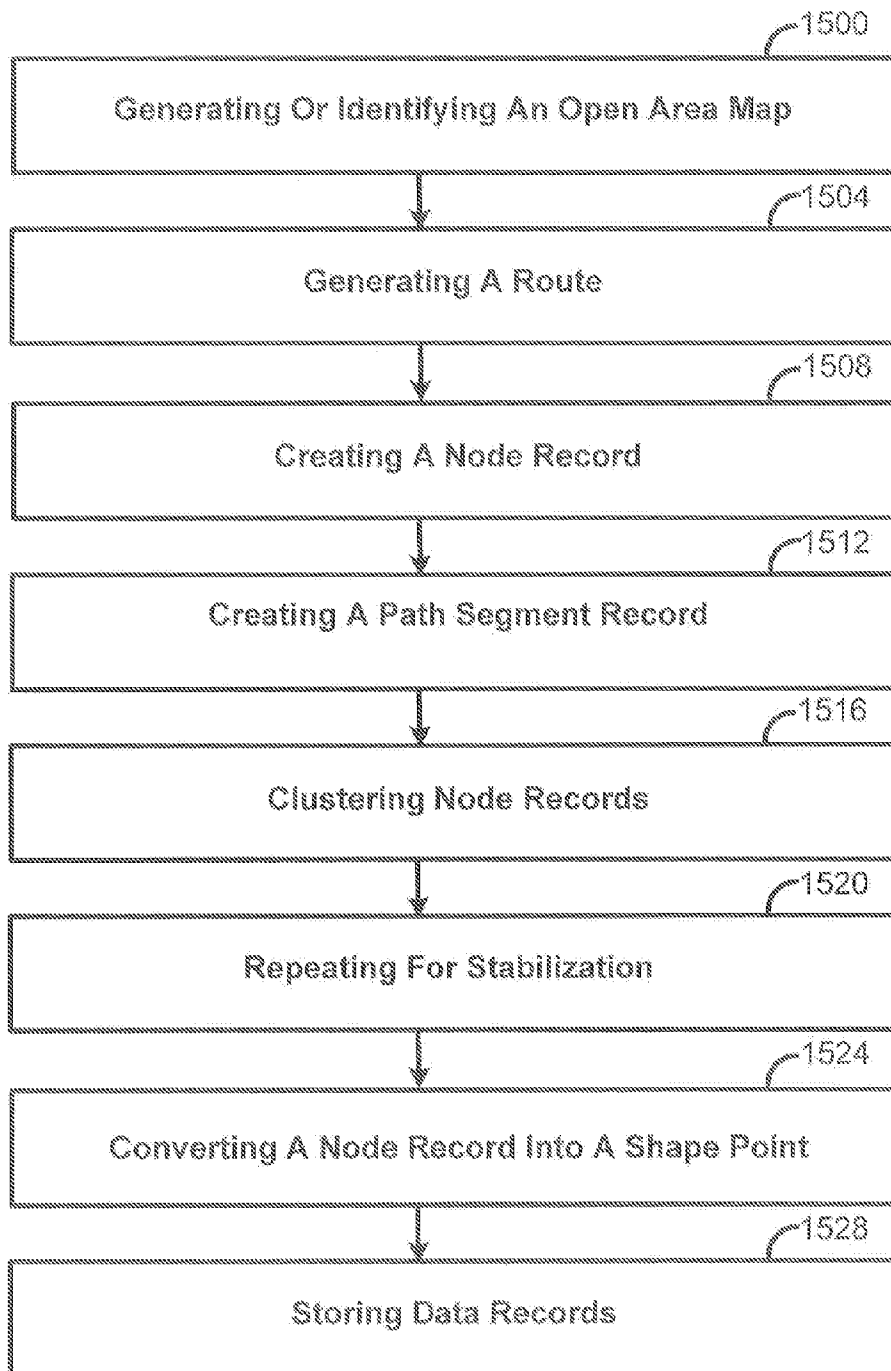 1500
Generating Or Identifying An Open Area Map
1504
Generating A Route
1508
Creating A Node Record
1512
Creating A Path Segment Record
1516
Clustering Node Records
1520
Repeating For Stabilization
1524
Converting A Node Record Into A Shape Point
1528
Storing Data Records